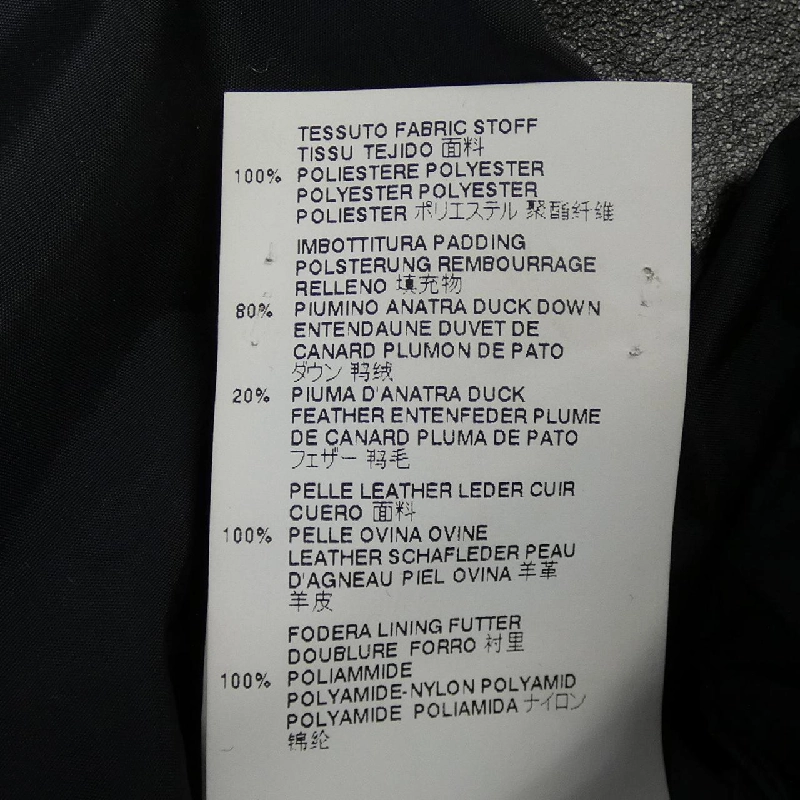 TESSUTO FABRIC STOFF
TISSU TEJIDO 面料
100% POLIESTERE POLYESTER
POLYESTER POLYESTER
POLIESTER ポリエステル 聚酯纤维
IMBOTTITURA PADDING
POLSTERUNG REMBOURRAGE
RELLENO 填充物
80% PIUMINO ANATRA DUCK DOWN
ENTENDAUNE DUVET DE
CANARD PLUMON DE PATO
ダウン 鸭绒
20% PIUMA D'ANATRA DUCK
FEATHER ENTENFEDER PLUME
DE CANARD PLUMA DE PATO
フェザー 鸭毛
PELLE LEATHER LEDER CUIR
CUERO 面料
100% PELLE OVINA OVINE
LEATHER SCHAFLEDER PEAU
D'AGNEAU PIEL OVINA 羊革
羊皮
FODERA LINING FUTTER
DOUBLURE FORRO 衬里
100% POLIAMMIDE
POLYAMIDE-NYLON POLYAMID
POLYAMIDE POLIAMIDA ナイロン
锦纶